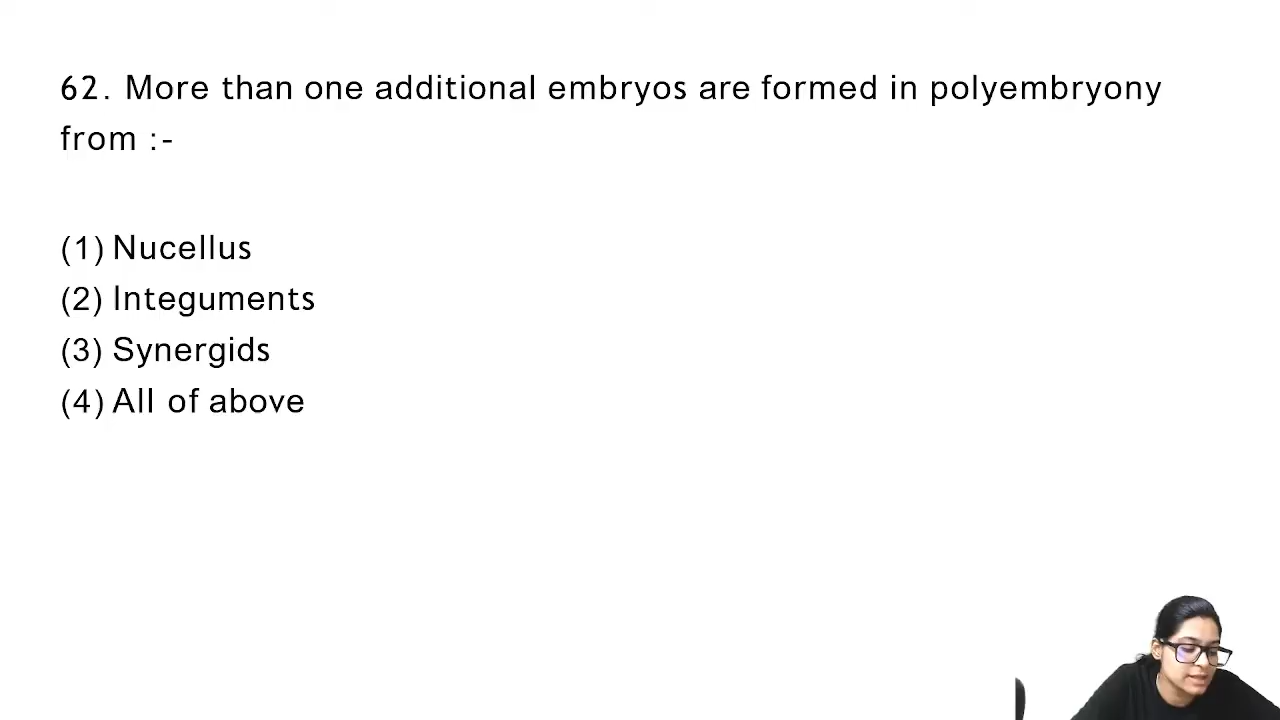 62. More than one additional embryos are formed in polyembryony
from :-
(1) Nucellus
(2) Integuments
(3) Synergids
(4) All of above